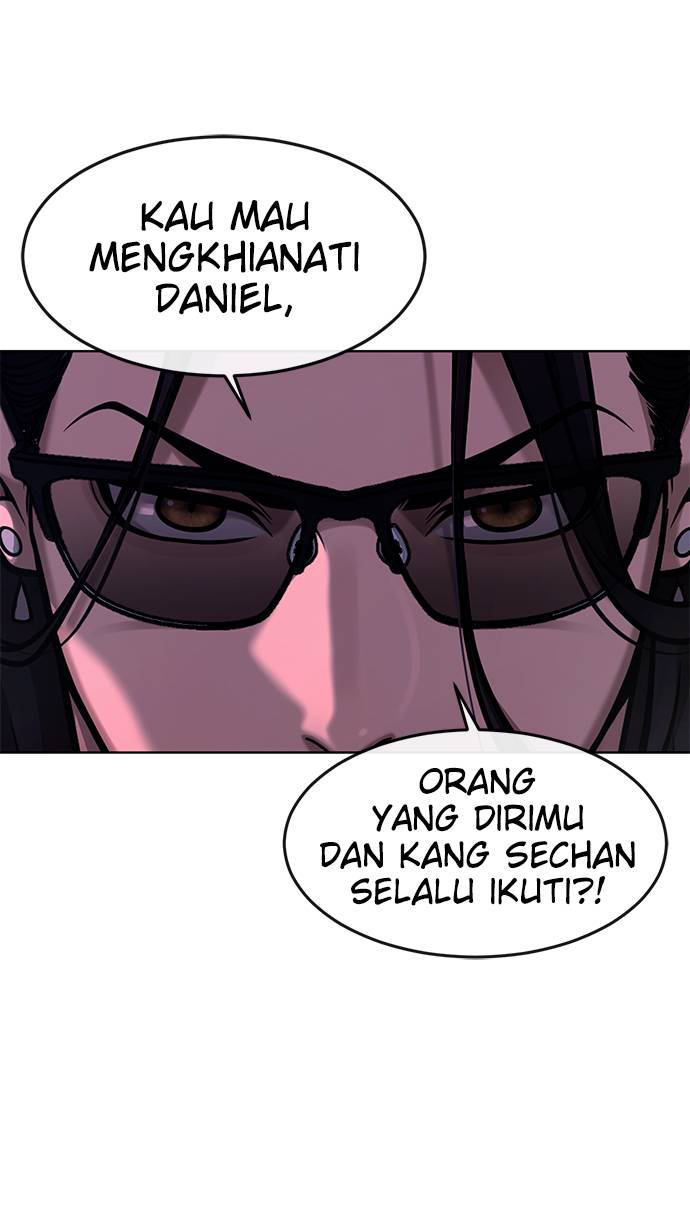 KAU MAU
MENGKHIANATI
DANIEL,
ORANG
YANG DIRIMU
DAN KANG SECHAN
SELALU IKUTI?!